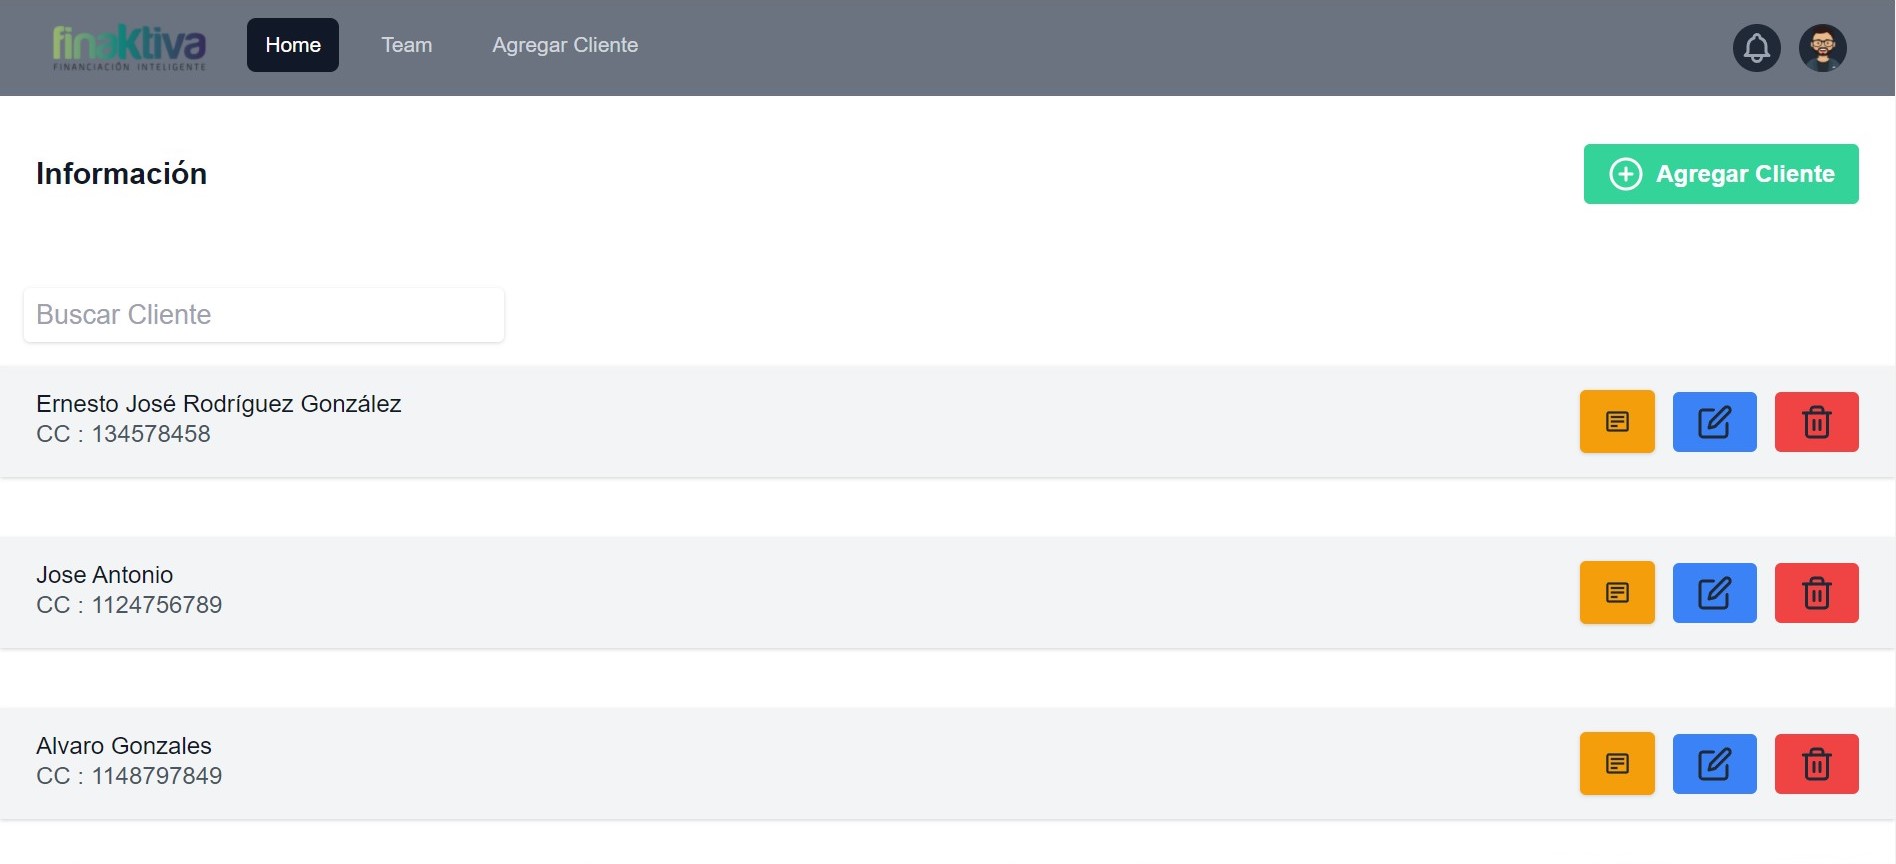 finaktiva
FINANCIACIÓN INTELIGENTE
Home
Team
Agregar Cliente
Información
Agregar Cliente
Buscar Cliente
Ernesto José Rodríguez González
CC : 134578458
Jose Antonio
CC : 1124756789
Alvaro Gonzales
CC : 1148797849